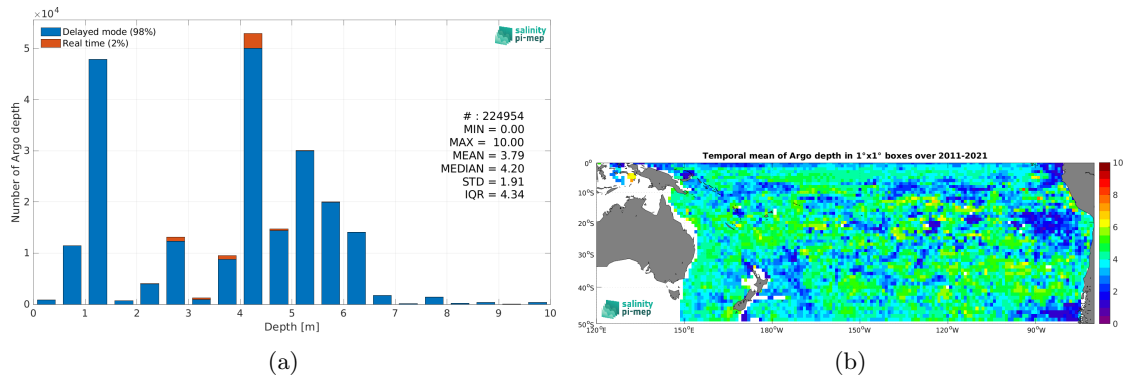 ×10⁴
Delayed mode (98%)
Real time (2%)
salinity
pi-mep
5
4
3
2
1
0
Number of Argo depth
# : 224954
MIN = 0.00
MAX = 10.00
MEAN = 3.79
MEDIAN = 4.20
STD = 1.91
IQR = 4.34
0 1 2 3 4 5 6 7 8 9 10
Depth [m]
(a)
Temporal mean of Argo depth in 1°x1° boxes over 2011-2021
0°
10°S
20°S
30°S
40°S
50°S
120°E 150°E 180°W 150°W 120°W 90°W
10
8
6
4
2
0
salinity
pi-mep
(b)